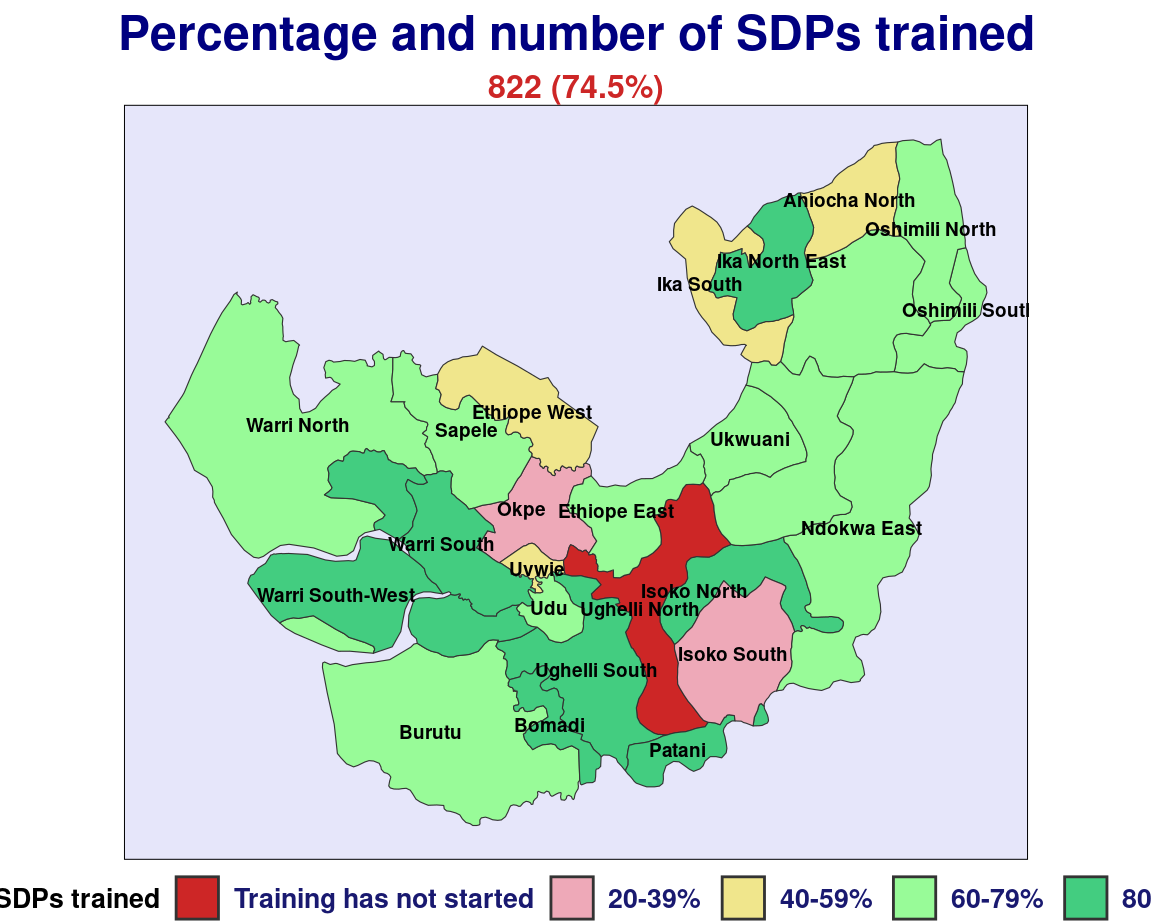 Percentage and number of SDPs trained
822 (74.5%)
Aniocha North
Oshimili North
Ika North East
Ika South
Oshimili South
Ethiope West
Warri North
Sapele
Ukwuani
Okpe
Ethiope East
Ndokwa East
Warri South
Uvwie
Isoko North
Warri South-West
Udu
Ughelli North
Isoko South
Ughelli South
Bomadi
Burutu
Patani
SDPs trained Training has not started 20-39% 40-59% 60-79% 80